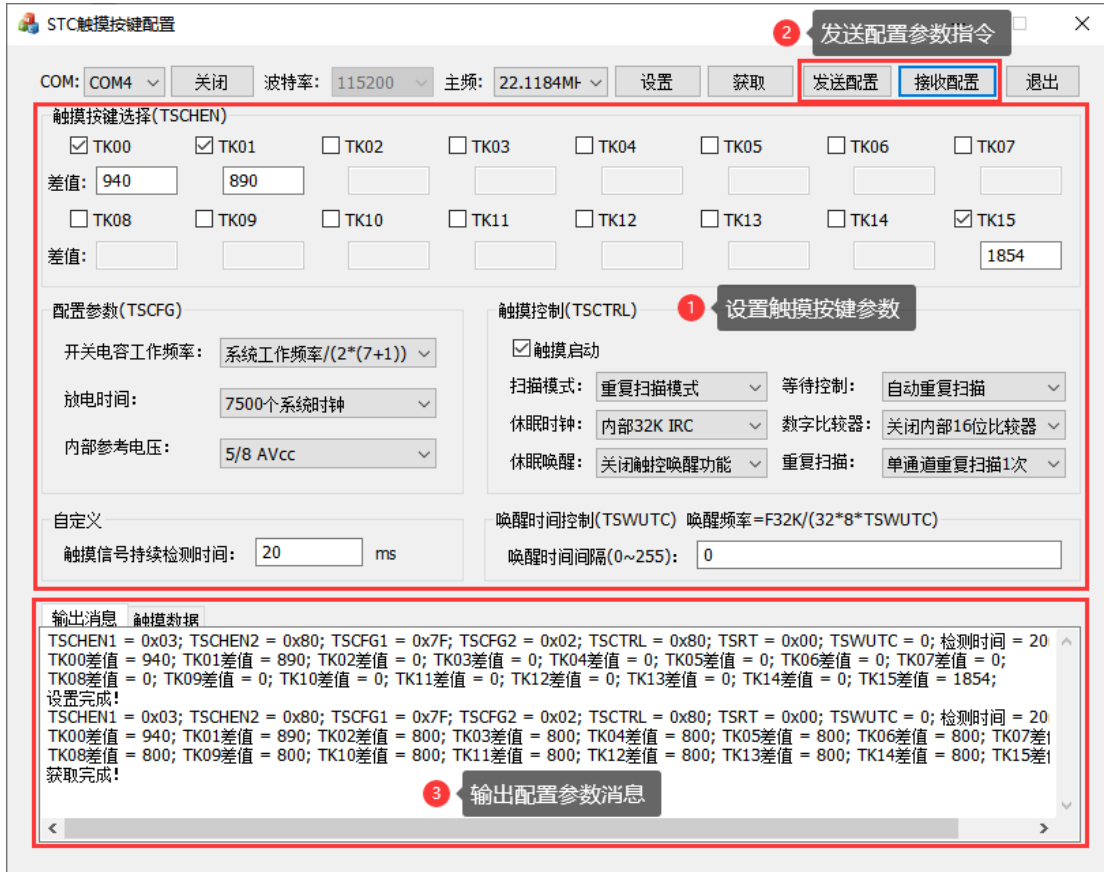 STC触摸按键配置
2 发送配置参数指令
COM: COM4 关闭 波特率: 115200 主频: 22.1184MH 设置 获取 发送配置 接收配置 退出
触摸按键选择(TSCHEN)
TK00 TK01 TK02 TK03 TK04 TK05 TK06 TK07
差值: 940 890
TK08 TK09 TK10 TK11 TK12 TK13 TK14 TK15
差值: 1854
配置参数(TSCFG)
开关电容工作频率: 系统工作频率/(2*(7+1))
放电时间: 7500个系统时钟
内部参考电压: 5/8 AVcc
触摸控制(TSCTRL)
1 设置触摸按键参数
触摸启动
扫描模式: 重复扫描模式 等待控制: 自动重复扫描
休眠时钟: 内部32K IRC 数字比较器: 关闭内部16位比较器
休眠唤醒: 关闭触控唤醒功能 重复扫描: 单通道重复扫描1次
自定义
触摸信号持续检测时间: 20 ms
唤醒时间控制(TSWUTC) 唤醒频率=F32K/(32*8*TSWUTC)
唤醒时间间隔(0~255): 0
输出消息 触摸数据
TSCHEN1 = 0x03; TSCHEN2 = 0x80; TSCFG1 = 0x7F; TSCFG2 = 0x02; TSCTRL = 0x80; TSRT = 0x00; TSWUTC = 0; 检测时间 = 20
TK00差值 = 940; TK01差值 = 890; TK02差值 = 0; TK03差值 = 0; TK04差值 = 0; TK05差值 = 0; TK06差值 = 0; TK07差值 = 0;
TK08差值 = 0; TK09差值 = 0; TK10差值 = 0; TK11差值 = 0; TK12差值 = 0; TK13差值 = 0; TK14差值 = 0; TK15差值 = 1854;
设置完成!
TSCHEN1 = 0x03; TSCHEN2 = 0x80; TSCFG1 = 0x7F; TSCFG2 = 0x02; TSCTRL = 0x80; TSRT = 0x00; TSWUTC = 0; 检测时间 = 20
TK00差值 = 940; TK01差值 = 890; TK02差值 = 800; TK03差值 = 800; TK04差值 = 800; TK05差值 = 800; TK06差值 = 800; TK07差
TK08差值 = 800; TK09差值 = 800; TK10差值 = 800; TK11差值 = 800; TK12差值 = 800; TK13差值 = 800; TK14差值 = 800; TK15差
获取完成!
3 输出配置参数消息